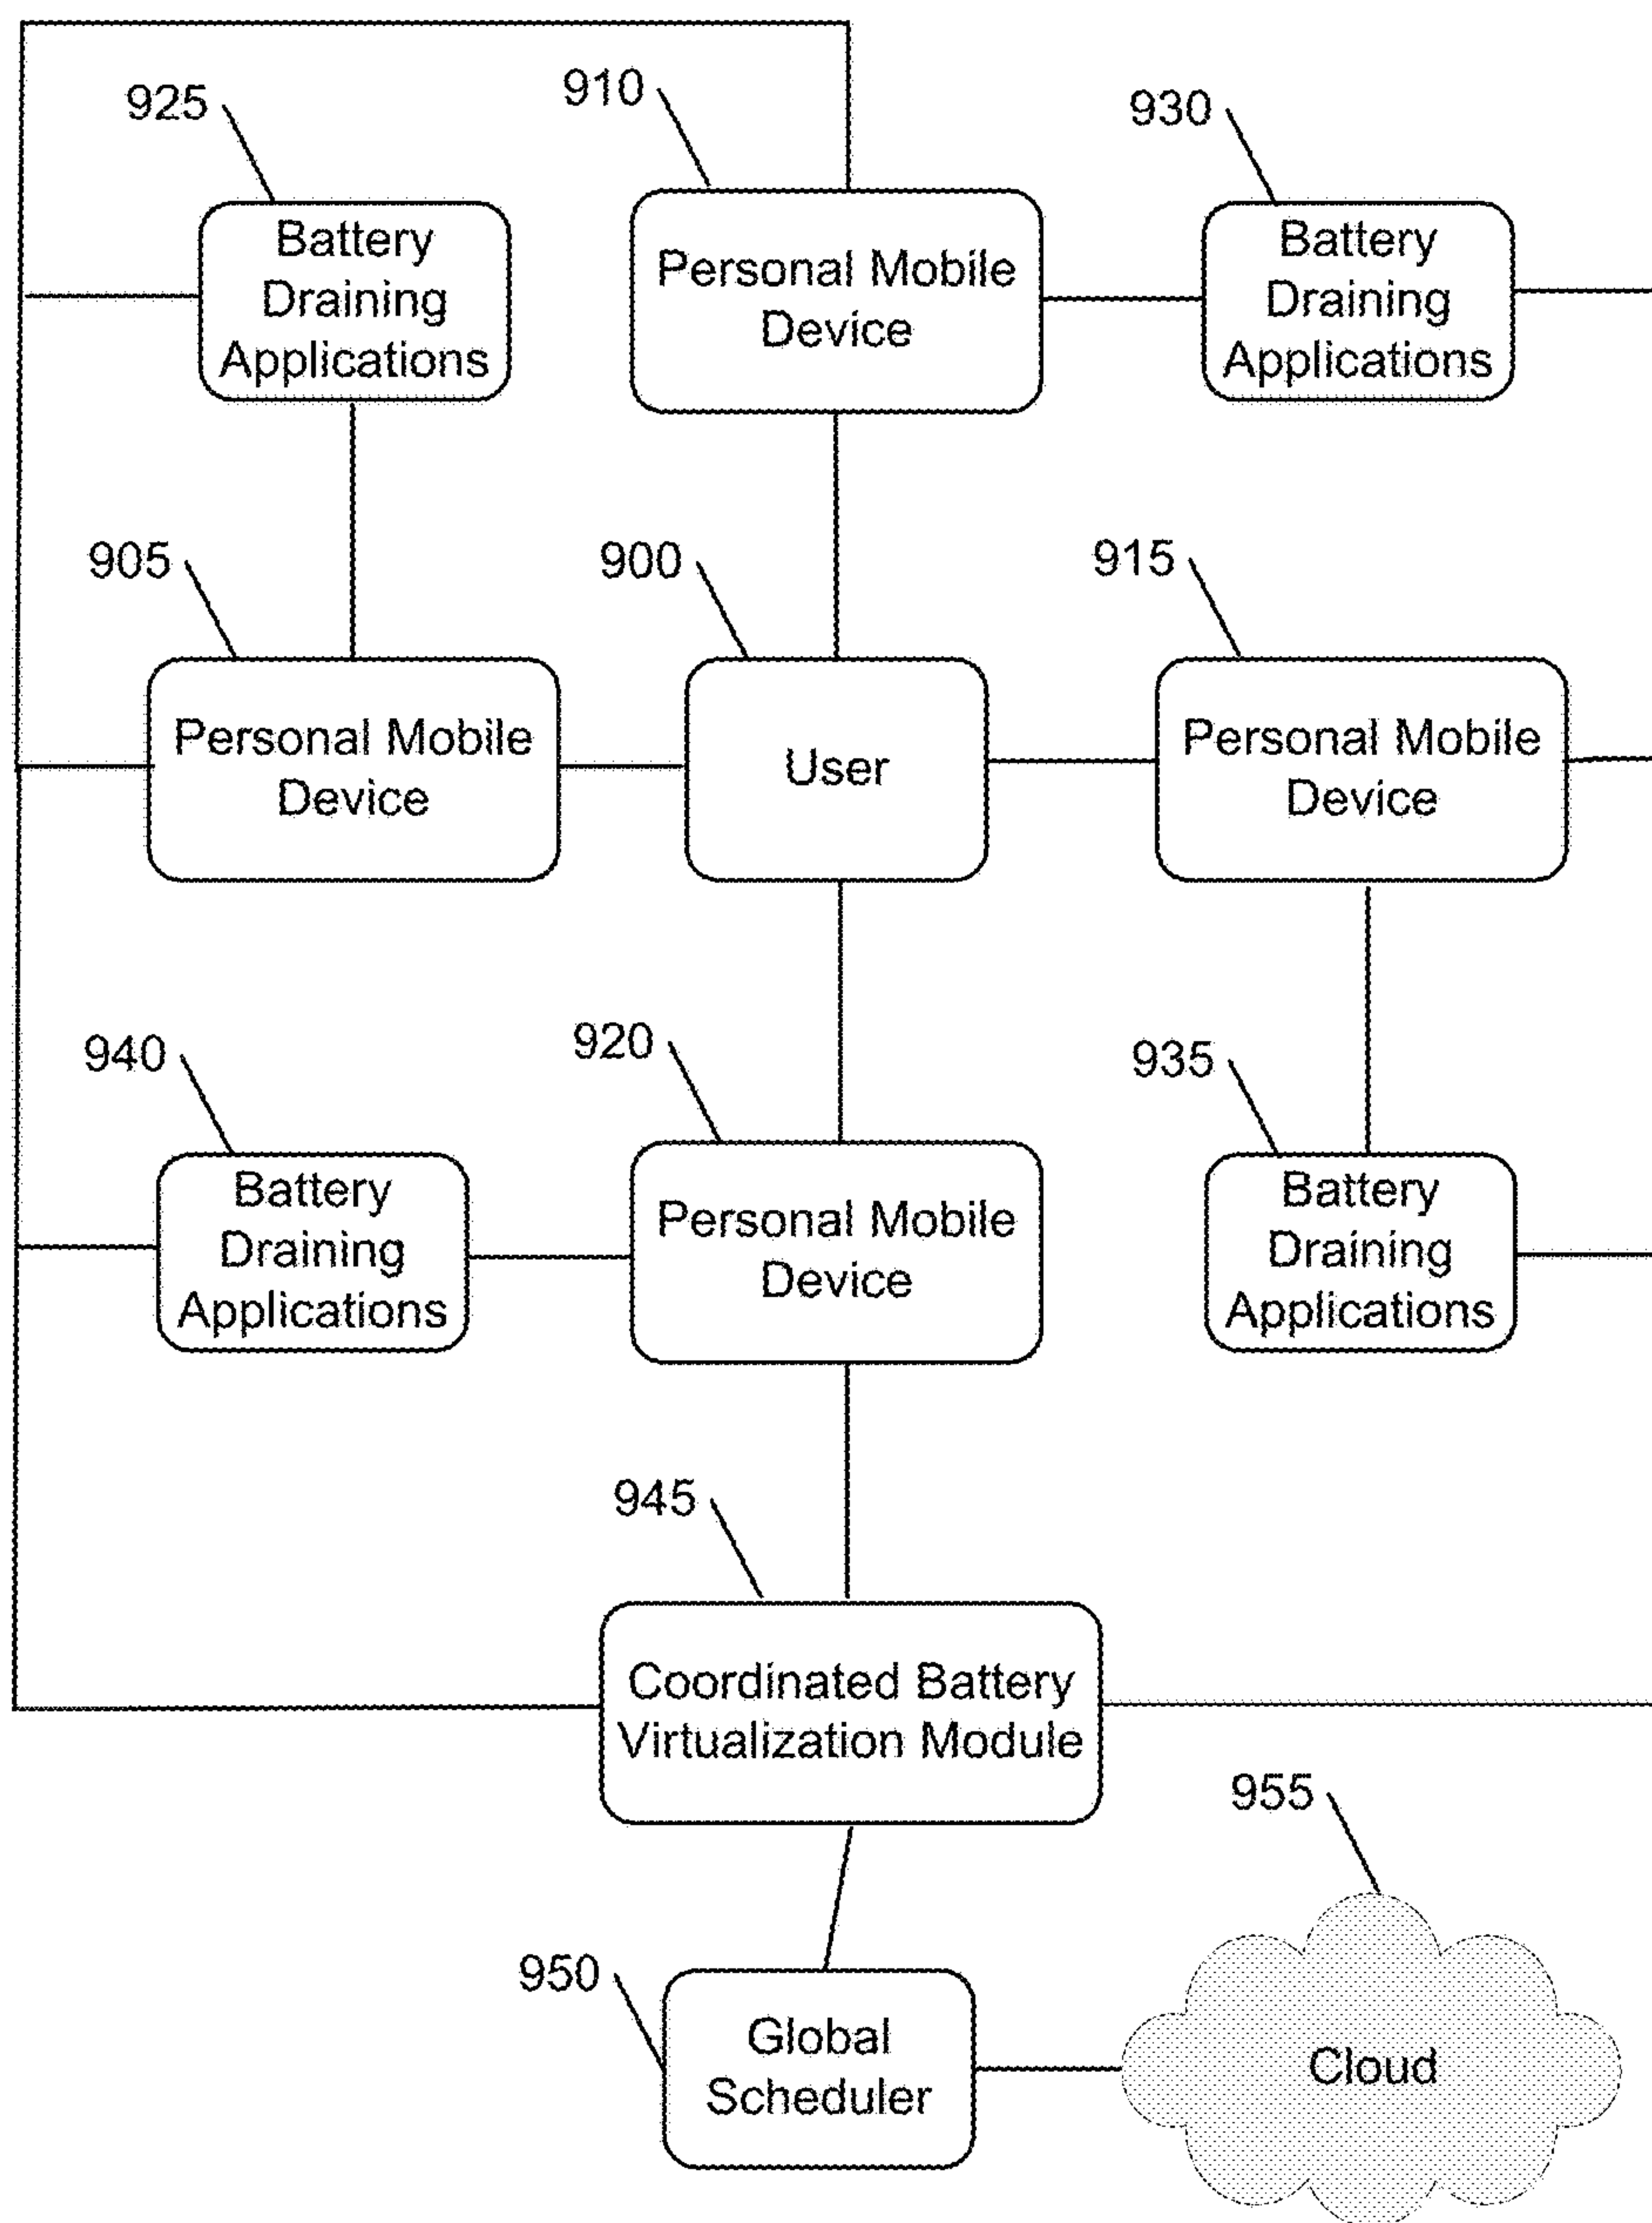 910
925
930
Battery
Draining
Applications
Personal Mobile
Device
Battery
Draining
Applications
905
900
915
Personal Mobile
Device
User
Personal Mobile
Device
940
920
935
Battery
Draining
Applications
Personal Mobile
Device
Battery
Draining
Applications
945
Coordinated Battery
Virtualization Module
955
950
Global
Scheduler
Cloud